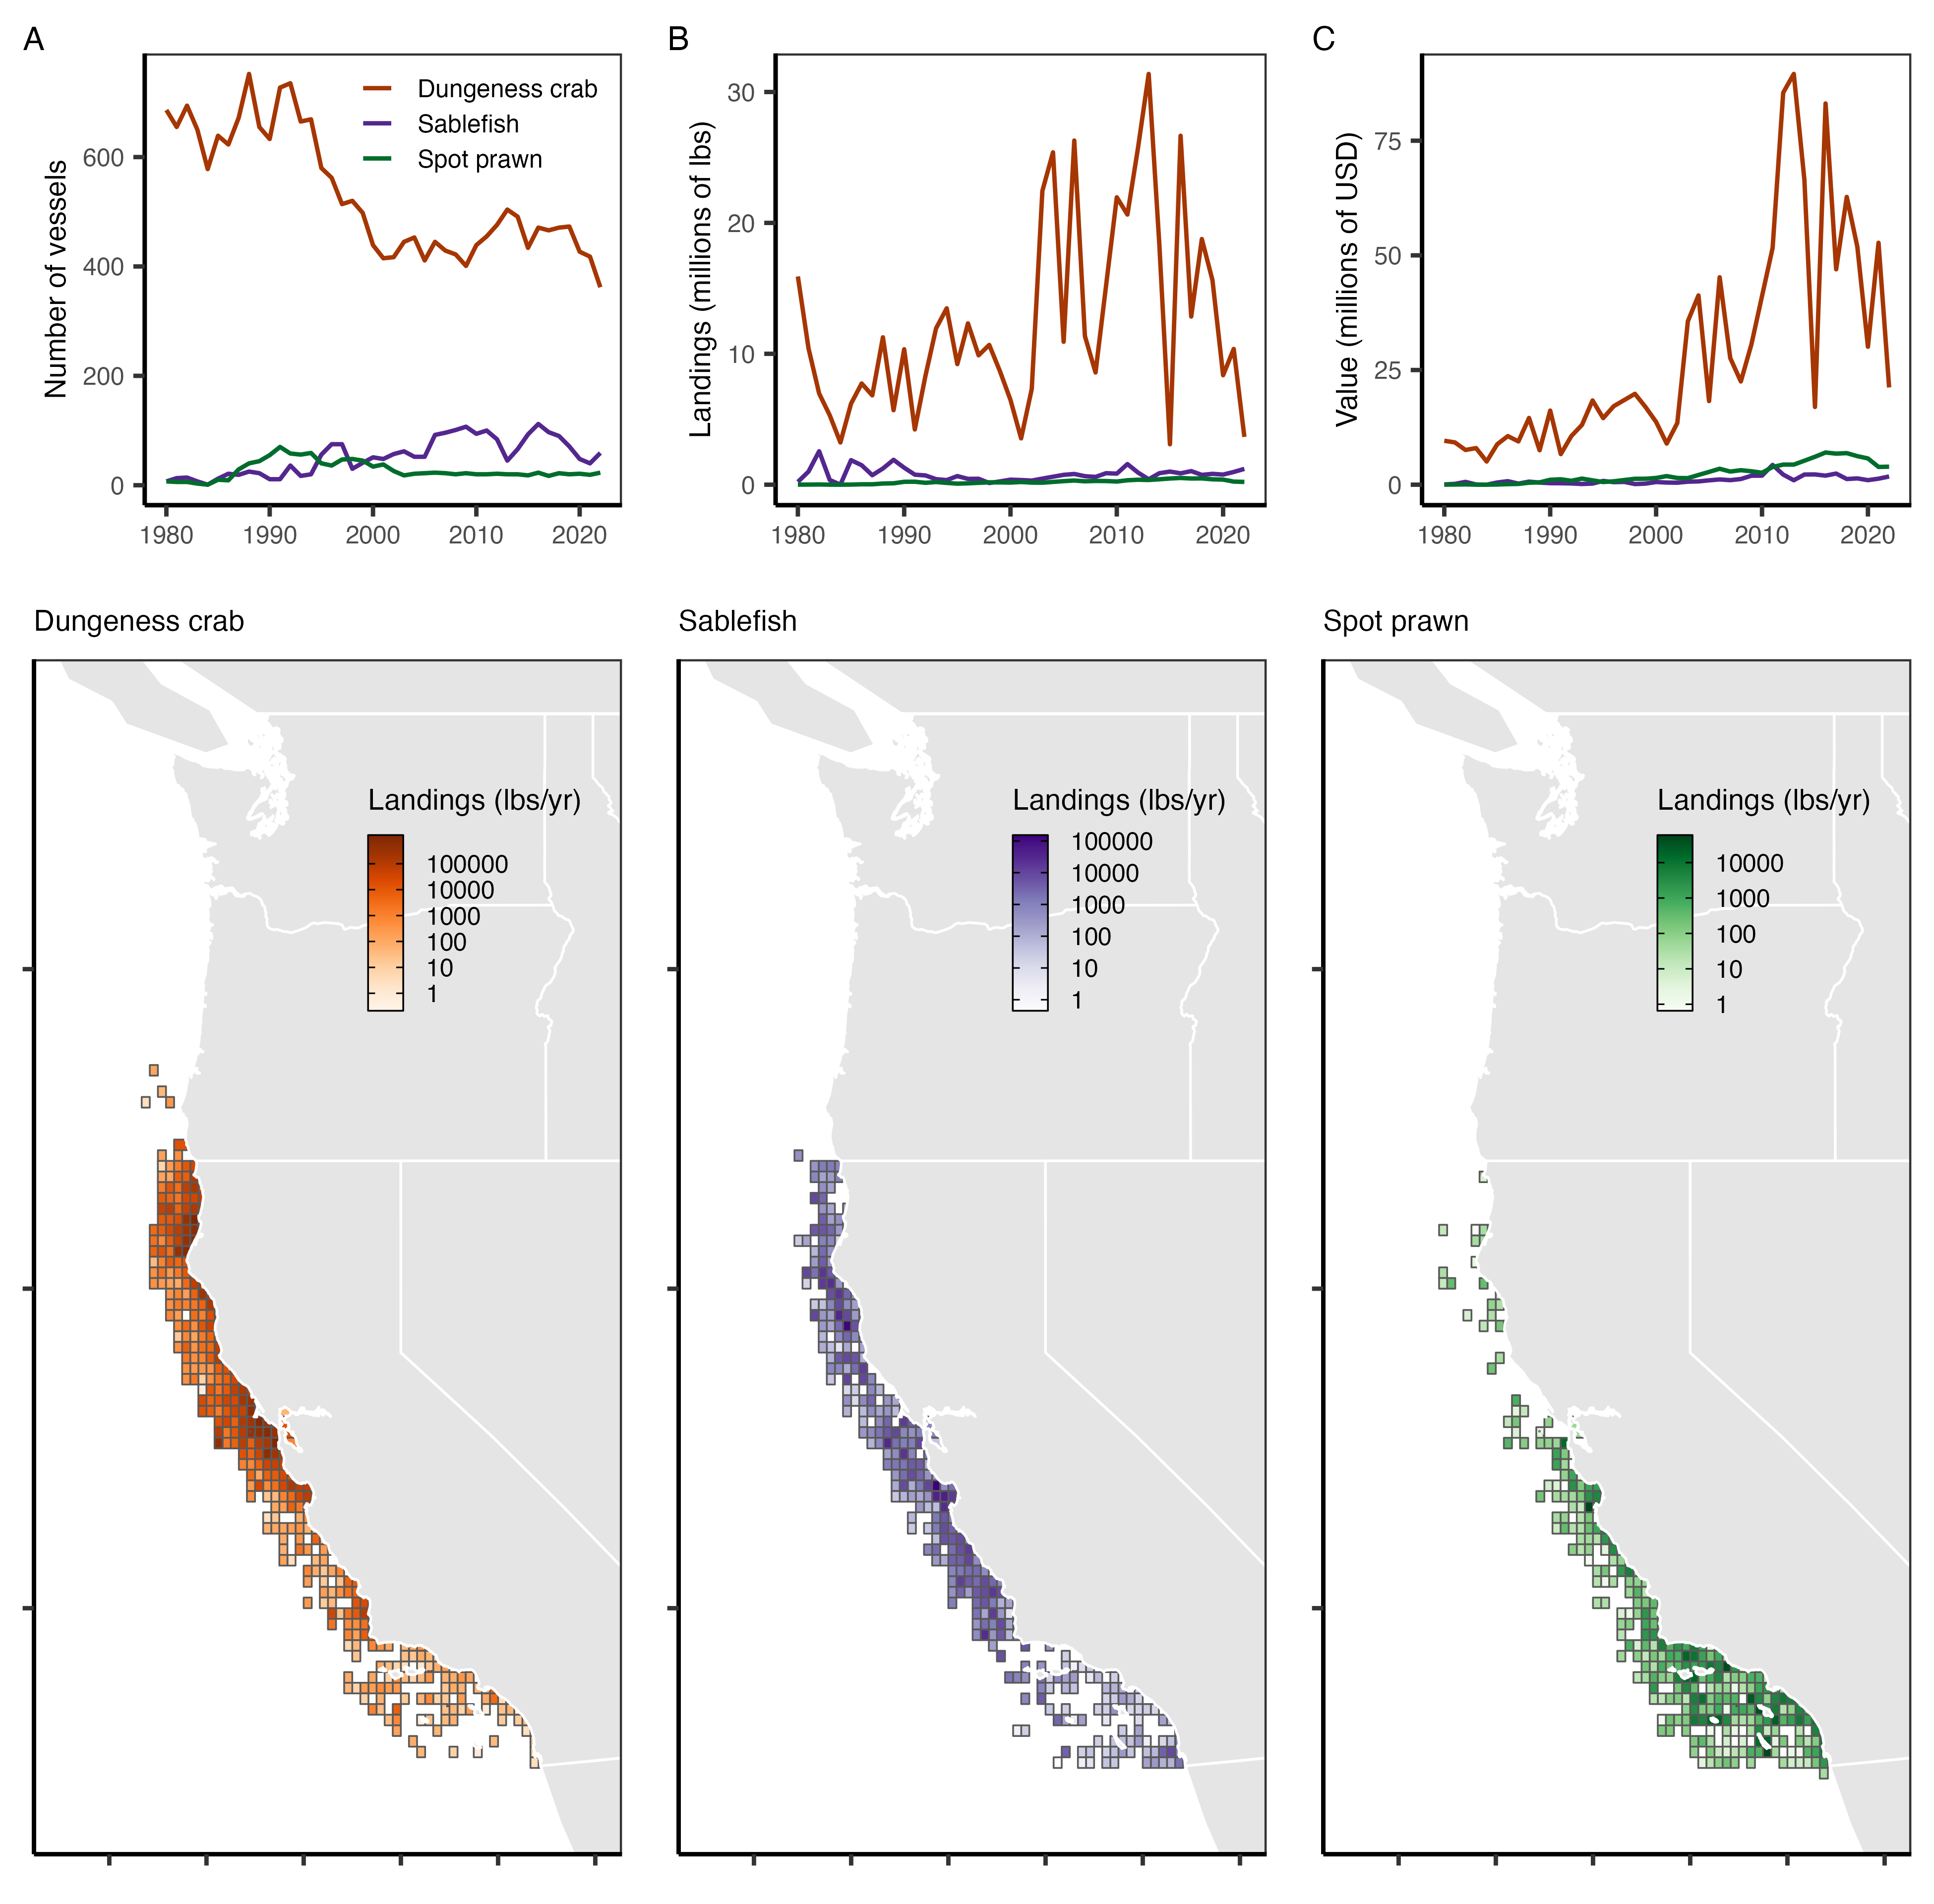 A
Number of vessels
600
400
200
0
1980 1990 2000 2010 2020
Dungeness crab
Sablefish
Spot prawn
B
Landings (millions of lbs)
30
20
10
0
1980 1990 2000 2010 2020
C
Value (millions of USD)
75
50
25
0
1980 1990 2000 2010 2020
Dungeness crab
Landings (lbs/yr)
100000
10000
1000
100
10
1
Sablefish
Landings (lbs/yr)
100000
10000
1000
100
10
1
Spot prawn
Landings (lbs/yr)
10000
1000
100
10
1